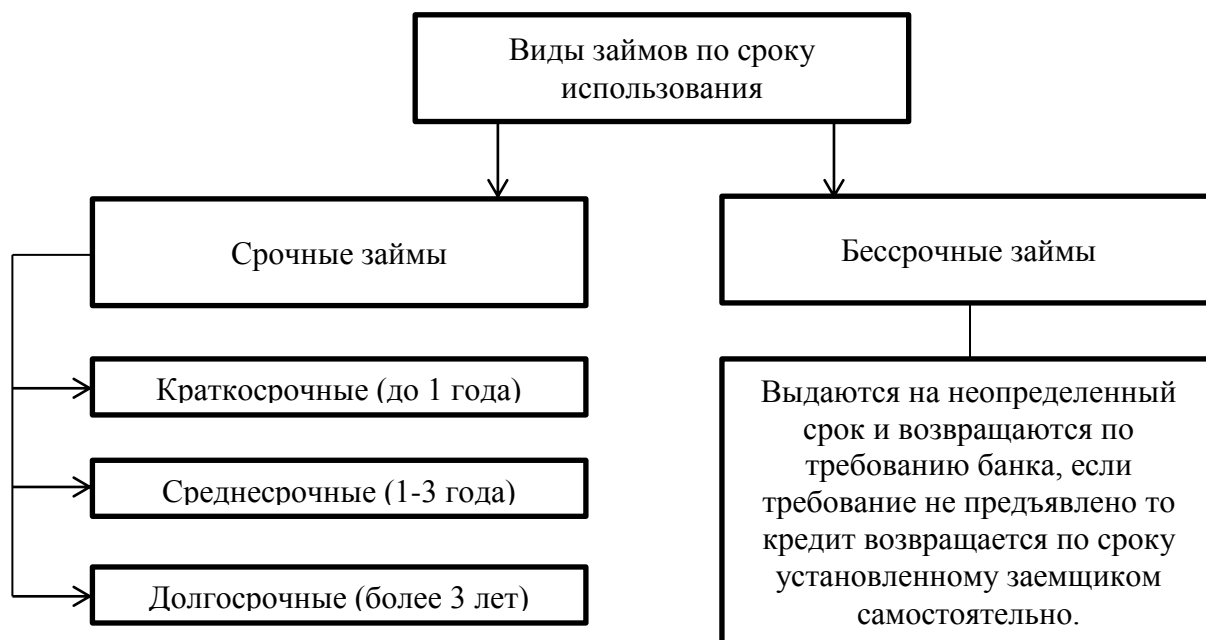 Виды займов по сроку
использования
Срочные займы
Бессрочные займы
Краткосрочные (до 1 года)
Среднесрочные (1-3 года)
Долгосрочные (более 3 лет)
Выдаются на неопределенный
срок и возвращаются по
требованию банка, если
требование не предъявлено то
кредит возвращается по сроку
установленному заемщиком
самостоятельно.